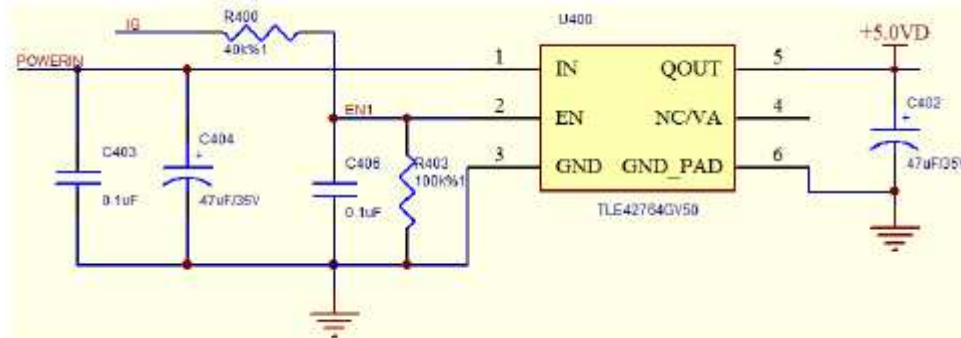 IG
R400
40k%1
U400
+5.0VD
POWERIN
1
IN
QOUT
5
EN1
2
EN
NC/VA
4
C402
47uF/35V
C403
0.1uF
C404
47uF/35V
C406
0.1uF
R402
100k%1
3
GND
GND_PAD
6
TLE42764GV50